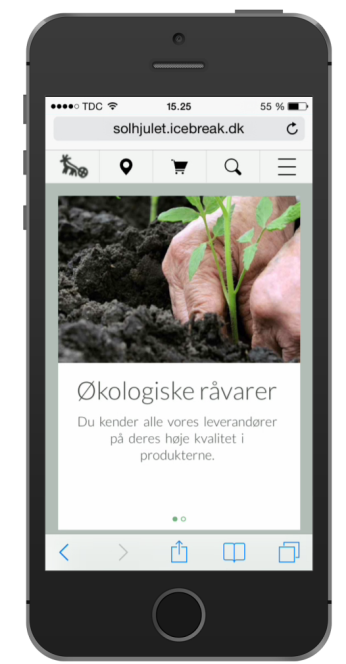 TDC 15.25 55 %
solhjulet.icebreak.dk
Økologiske råvarer
Du kender alle vores leverandører
på deres høje kvalitet i
produkterne.